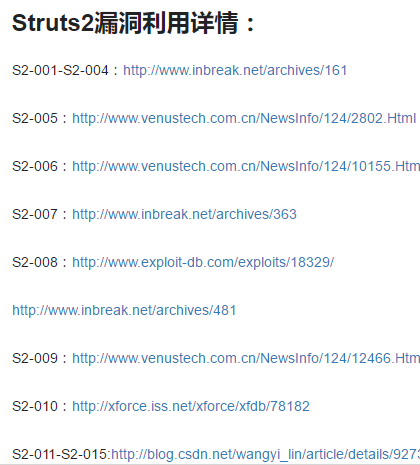 Struts2漏洞利用详情：
S2-001-S2-004：http://www.inbreak.net/archives/161
S2-005：http://www.venustech.com.cn/NewsInfo/124/2802.Html
S2-006：http://www.venustech.com.cn/NewsInfo/124/10155.Htm
S2-007：http://www.inbreak.net/archives/363
S2-008：http://www.exploit-db.com/exploits/18329/
http://www.inbreak.net/archives/481
S2-009：http://www.venustech.com.cn/NewsInfo/124/12466.Htm
S2-010：http://xforce.iss.net/xforce/xfdb/78182
S2-011-S2-015:http://blog.csdn.net/wangyi_lin/article/details/9273